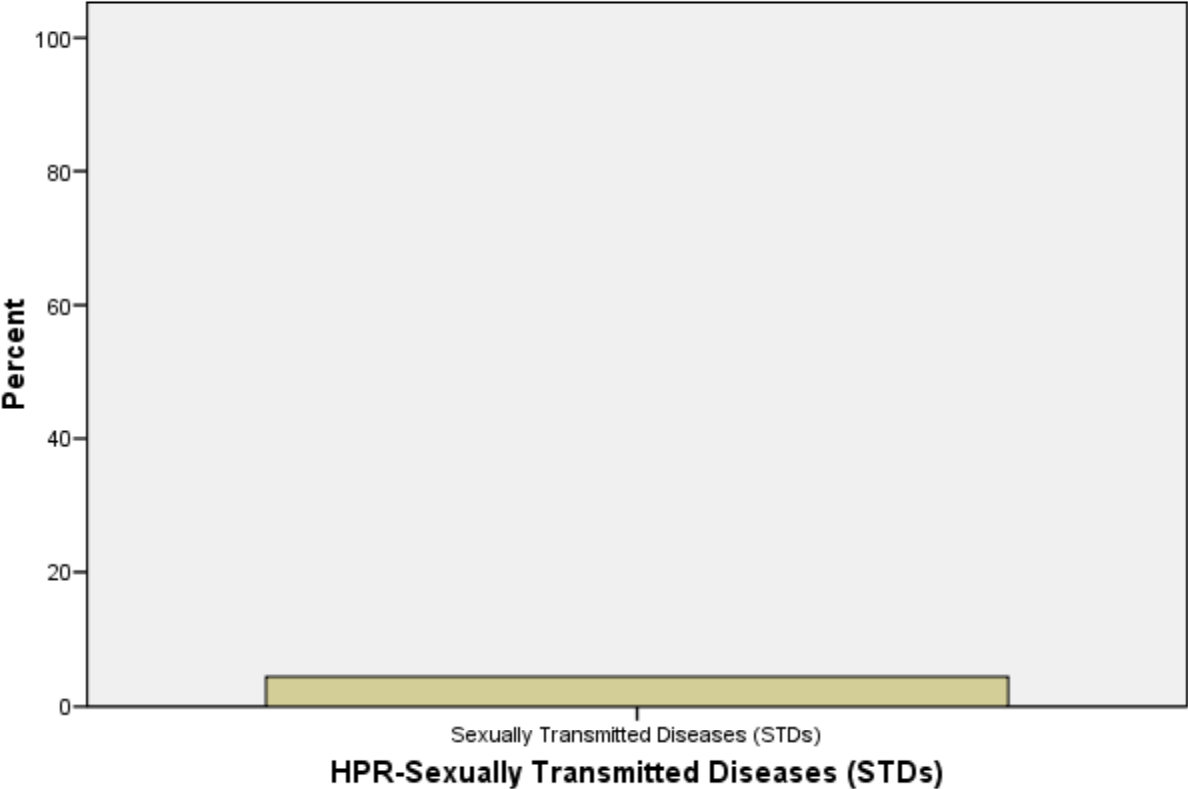 Percent
100
80
60
40
20
0
Sexually Transmitted Diseases (STDs)
HPR-Sexually Transmitted Diseases (STDs)